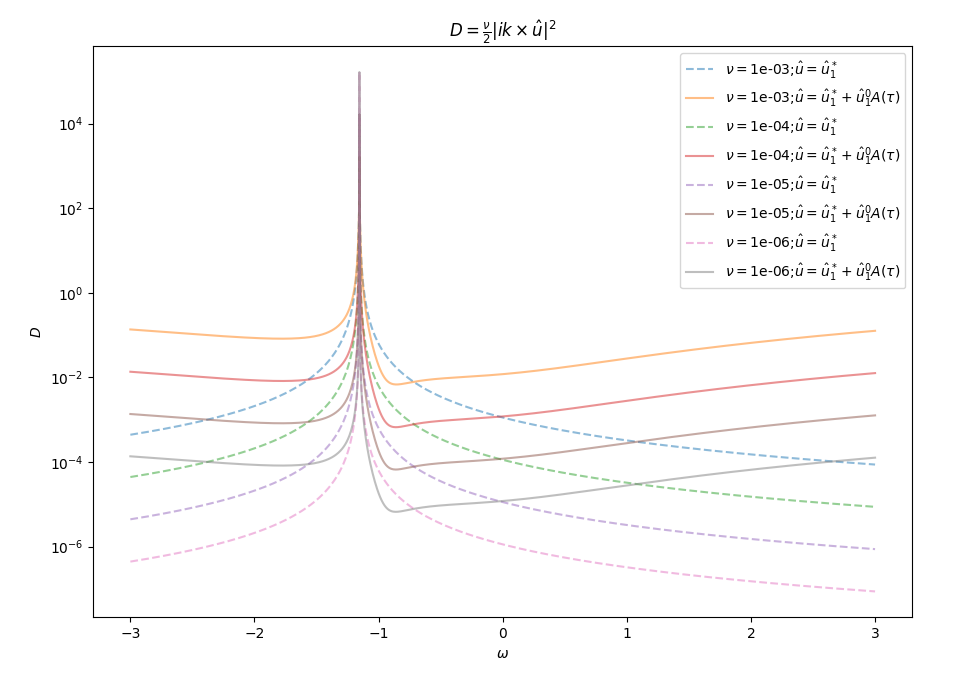 D = ν/2 |ik × û|²
ν = 1e-03; û = û₁*
ν = 1e-03; û = û₁* + û₁⁰A(τ)
ν = 1e-04; û = û₁*
ν = 1e-04; û = û₁* + û₁⁰A(τ)
ν = 1e-05; û = û₁*
ν = 1e-05; û = û₁* + û₁⁰A(τ)
ν = 1e-06; û = û₁*
ν = 1e-06; û = û₁* + û₁⁰A(τ)
D
10⁴
10²
10⁰
10⁻²
10⁻⁴
10⁻⁶
−3 −2 −1 0 1 2 3
ω